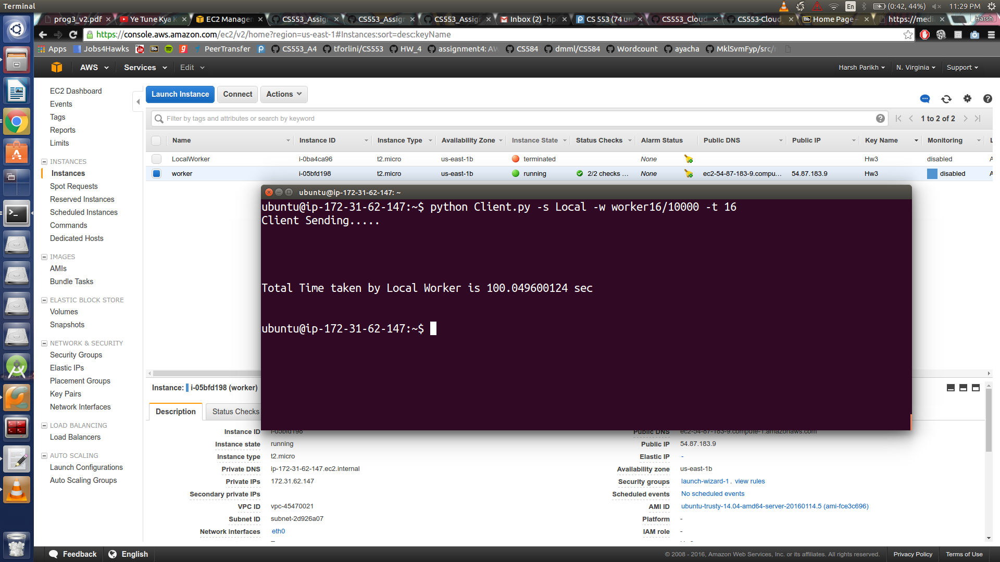 Terminal
En
(0:42, 44%)
11:29 PM
prog3_v2.pdf
Ye Tune Kya K
EC2 Manager
CS553_Assig
CS553_Assig
CS553_Assig
Inbox (2) - hp
CS 553 (74 un
CS553_Cloud
CS553-Cloud_
Bb Home Page –
https://medi
Harsh
https://console.aws.amazon.com/ec2/v2/home?region=us-east-1#Instances:sort=desc:keyName
Apps
Jobs4Hawks
Bb
PeerTransfer
CS553_A4
tforlini/CS553
HW_4
assignment4: AW
CS584
dmml/CS584
Wordcount
ayacha
MklSvmFyp/src/
AWS
Services
Edit
Harsh Parikh
N. Virginia
Support
EC2 Dashboard
Events
Tags
Reports
Limits
INSTANCES
Instances
Spot Requests
Reserved Instances
Scheduled Instances
Commands
Dedicated Hosts
IMAGES
AMIs
Bundle Tasks
ELASTIC BLOCK STORE
Volumes
Snapshots
NETWORK & SECURITY
Security Groups
Elastic IPs
Placement Groups
Key Pairs
Network Interfaces
LOAD BALANCING
Load Balancers
AUTO SCALING
Launch Configurations
Auto Scaling Groups
Launch Instance
Connect
Actions
Filter by tags and attributes or search by keyword
1 to 2 of 2
Name Instance ID Instance Type Availability Zone Instance State Status Checks Alarm Status Public DNS Public IP Key Name Monitoring L
LocalWorker i-0ba4ca96 t2.micro us-east-1b terminated None Hw3 disabled A
worker i-05bfd198 t2.micro us-east-1b running 2/2 checks ... None ec2-54-87-183-9.compu... 54.87.183.9 Hw3 disabled A
ubuntu@ip-172-31-62-147: ~
ubuntu@ip-172-31-62-147:~$ python Client.py -s Local -w worker16/10000 -t 16
Client Sending.....
Total Time taken by Local Worker is 100.049600124 sec
ubuntu@ip-172-31-62-147:~$
Instance: i-05bfd198 (worker)
Description
Status Checks
Instance ID i-05bfd198
Instance state running
Instance type t2.micro
Private DNS ip-172-31-62-147.ec2.internal
Private IPs 172.31.62.147
Secondary private IPs
VPC ID vpc-45470021
Subnet ID subnet-2d926a07
Network interfaces eth0
Public DNS ec2-54-87-183-9.compute-1.amazonaws.com
Public IP 54.87.183.9
Elastic IP -
Availability zone us-east-1b
Security groups launch-wizard-1. view rules
Scheduled events No scheduled events
AMI ID ubuntu-trusty-14.04-amd64-server-20160114.5 (ami-fce3c696)
Platform -
IAM role -
Feedback
English
© 2008 - 2016, Amazon Web Services, Inc. or its affiliates. All rights reserved.
Privacy Policy
Terms of Use